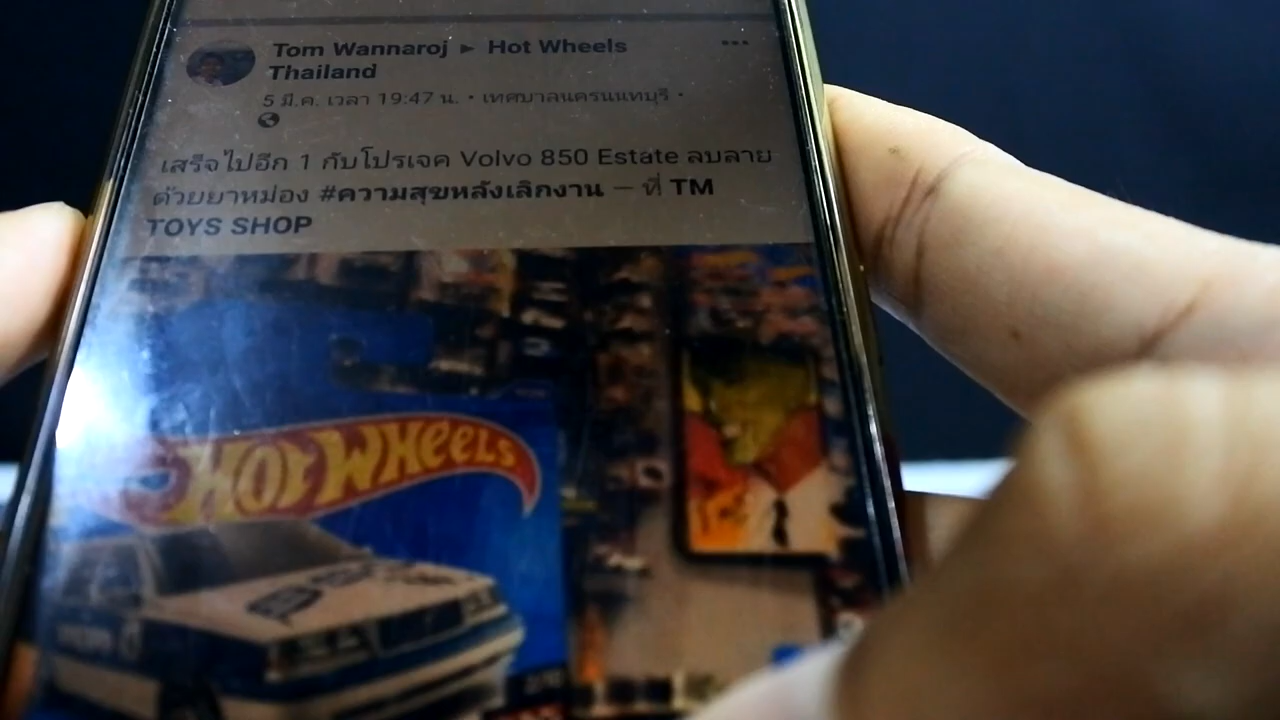 Tom Wannaroj ▸ Hot Wheels
Thailand
5 มี.ค. เวลา 19:47 น. • เทศบาลนครนนทบุรี •
เสร็จไปอีก 1 กับโปรเจค Volvo 850 Estate ลบลาย
ด้วยยาหม่อง #ความสุขหลังเลิกงาน — ที่ TM
TOYS SHOP
HOT WHEELS